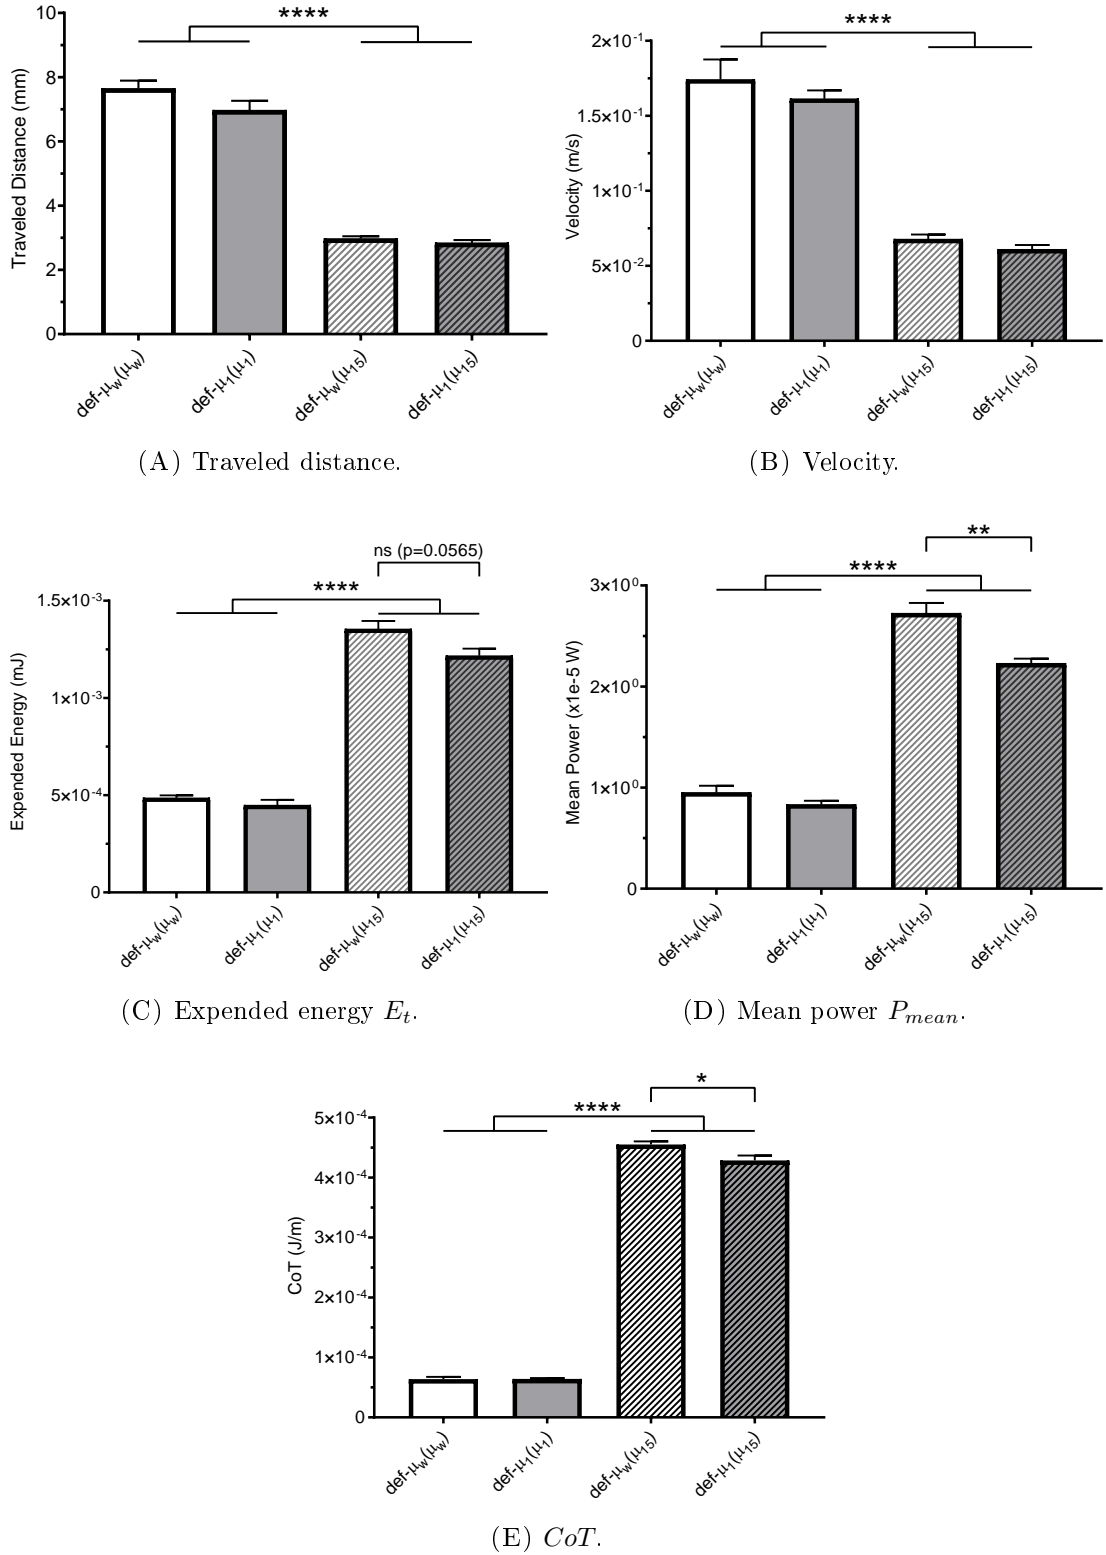 ****
10
8
6
4
2
0
Traveled Distance (mm)
def-μw(μw)
def-μ1(μ1)
def-μw(μ15)
def-μ1(μ15)
(A) Traveled distance.
****
2×10-1
1.5×10-1
1×10-1
5×10-2
0
Velocity (m/s)
def-μw(μw)
def-μ1(μ1)
def-μw(μ15)
def-μ1(μ15)
(B) Velocity.
ns (p=0.0565)
****
1.5×10-3
1×10-3
5×10-4
0
Expended Energy (mJ)
def-μw(μw)
def-μ1(μ1)
def-μw(μ15)
def-μ1(μ15)
(C) Expended energy Et.
**
****
3×100
2×100
1×100
0
Mean Power (x1e-5 W)
def-μw(μw)
def-μ1(μ1)
def-μw(μ15)
def-μ1(μ15)
(D) Mean power Pmean.
*
****
5×10-4
4×10-4
3×10-4
2×10-4
1×10-4
0
CoT (J/m)
def-μw(μw)
def-μ1(μ1)
def-μw(μ15)
def-μ1(μ15)
(E) CoT.